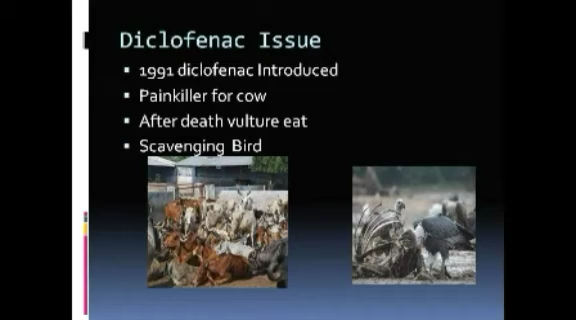 Diclofenac Issue
1991 diclofenac Introduced
Painkiller for cow
After death vulture eat
Scavenging Bird